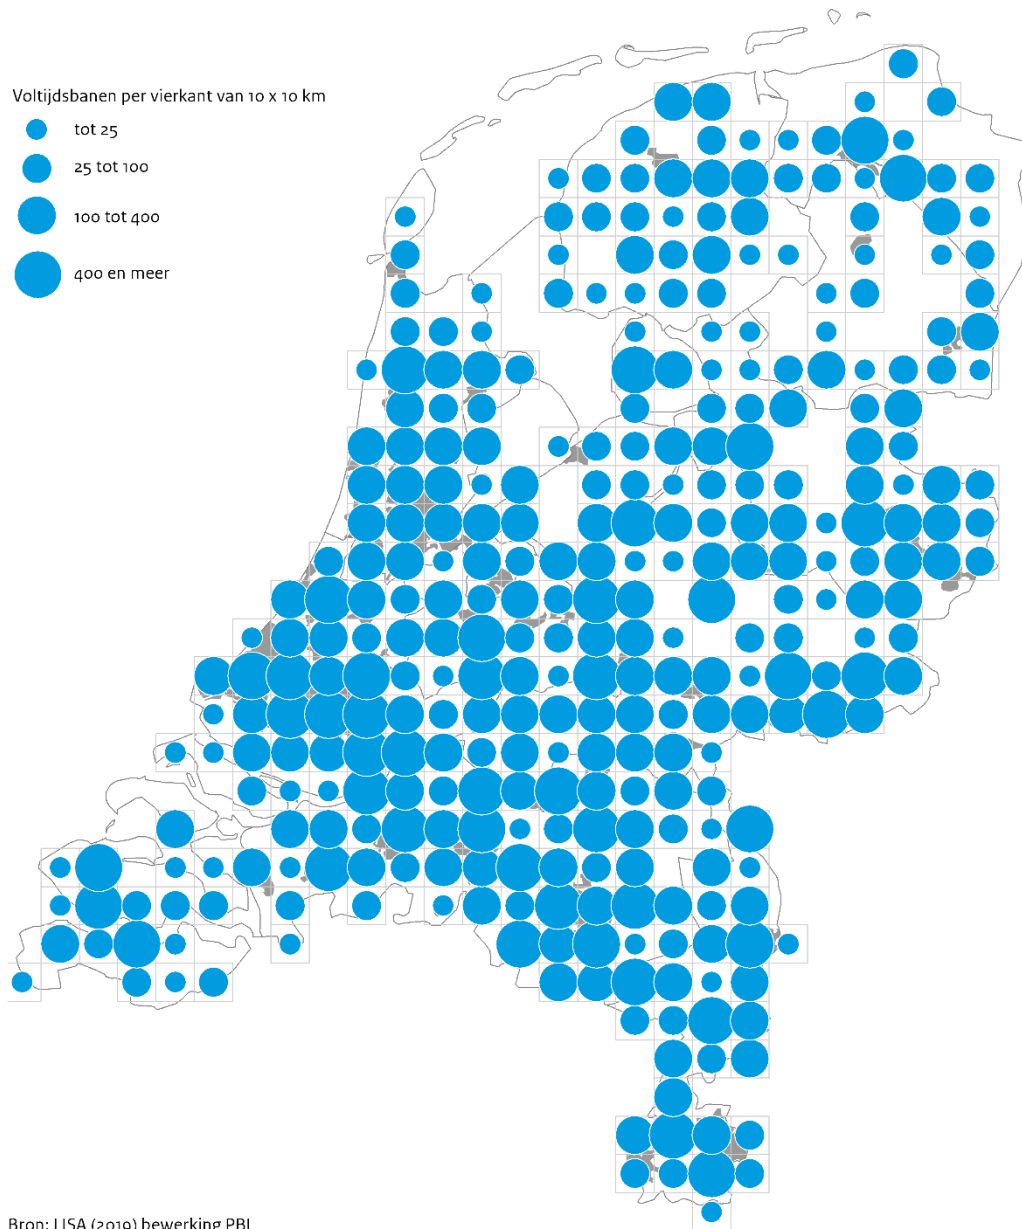 Voltijdsbanen per vierkant van 10 x 10 km
tot 25
25 tot 100
100 tot 400
400 en meer
Bron: LISA (2019) bewerking PBL